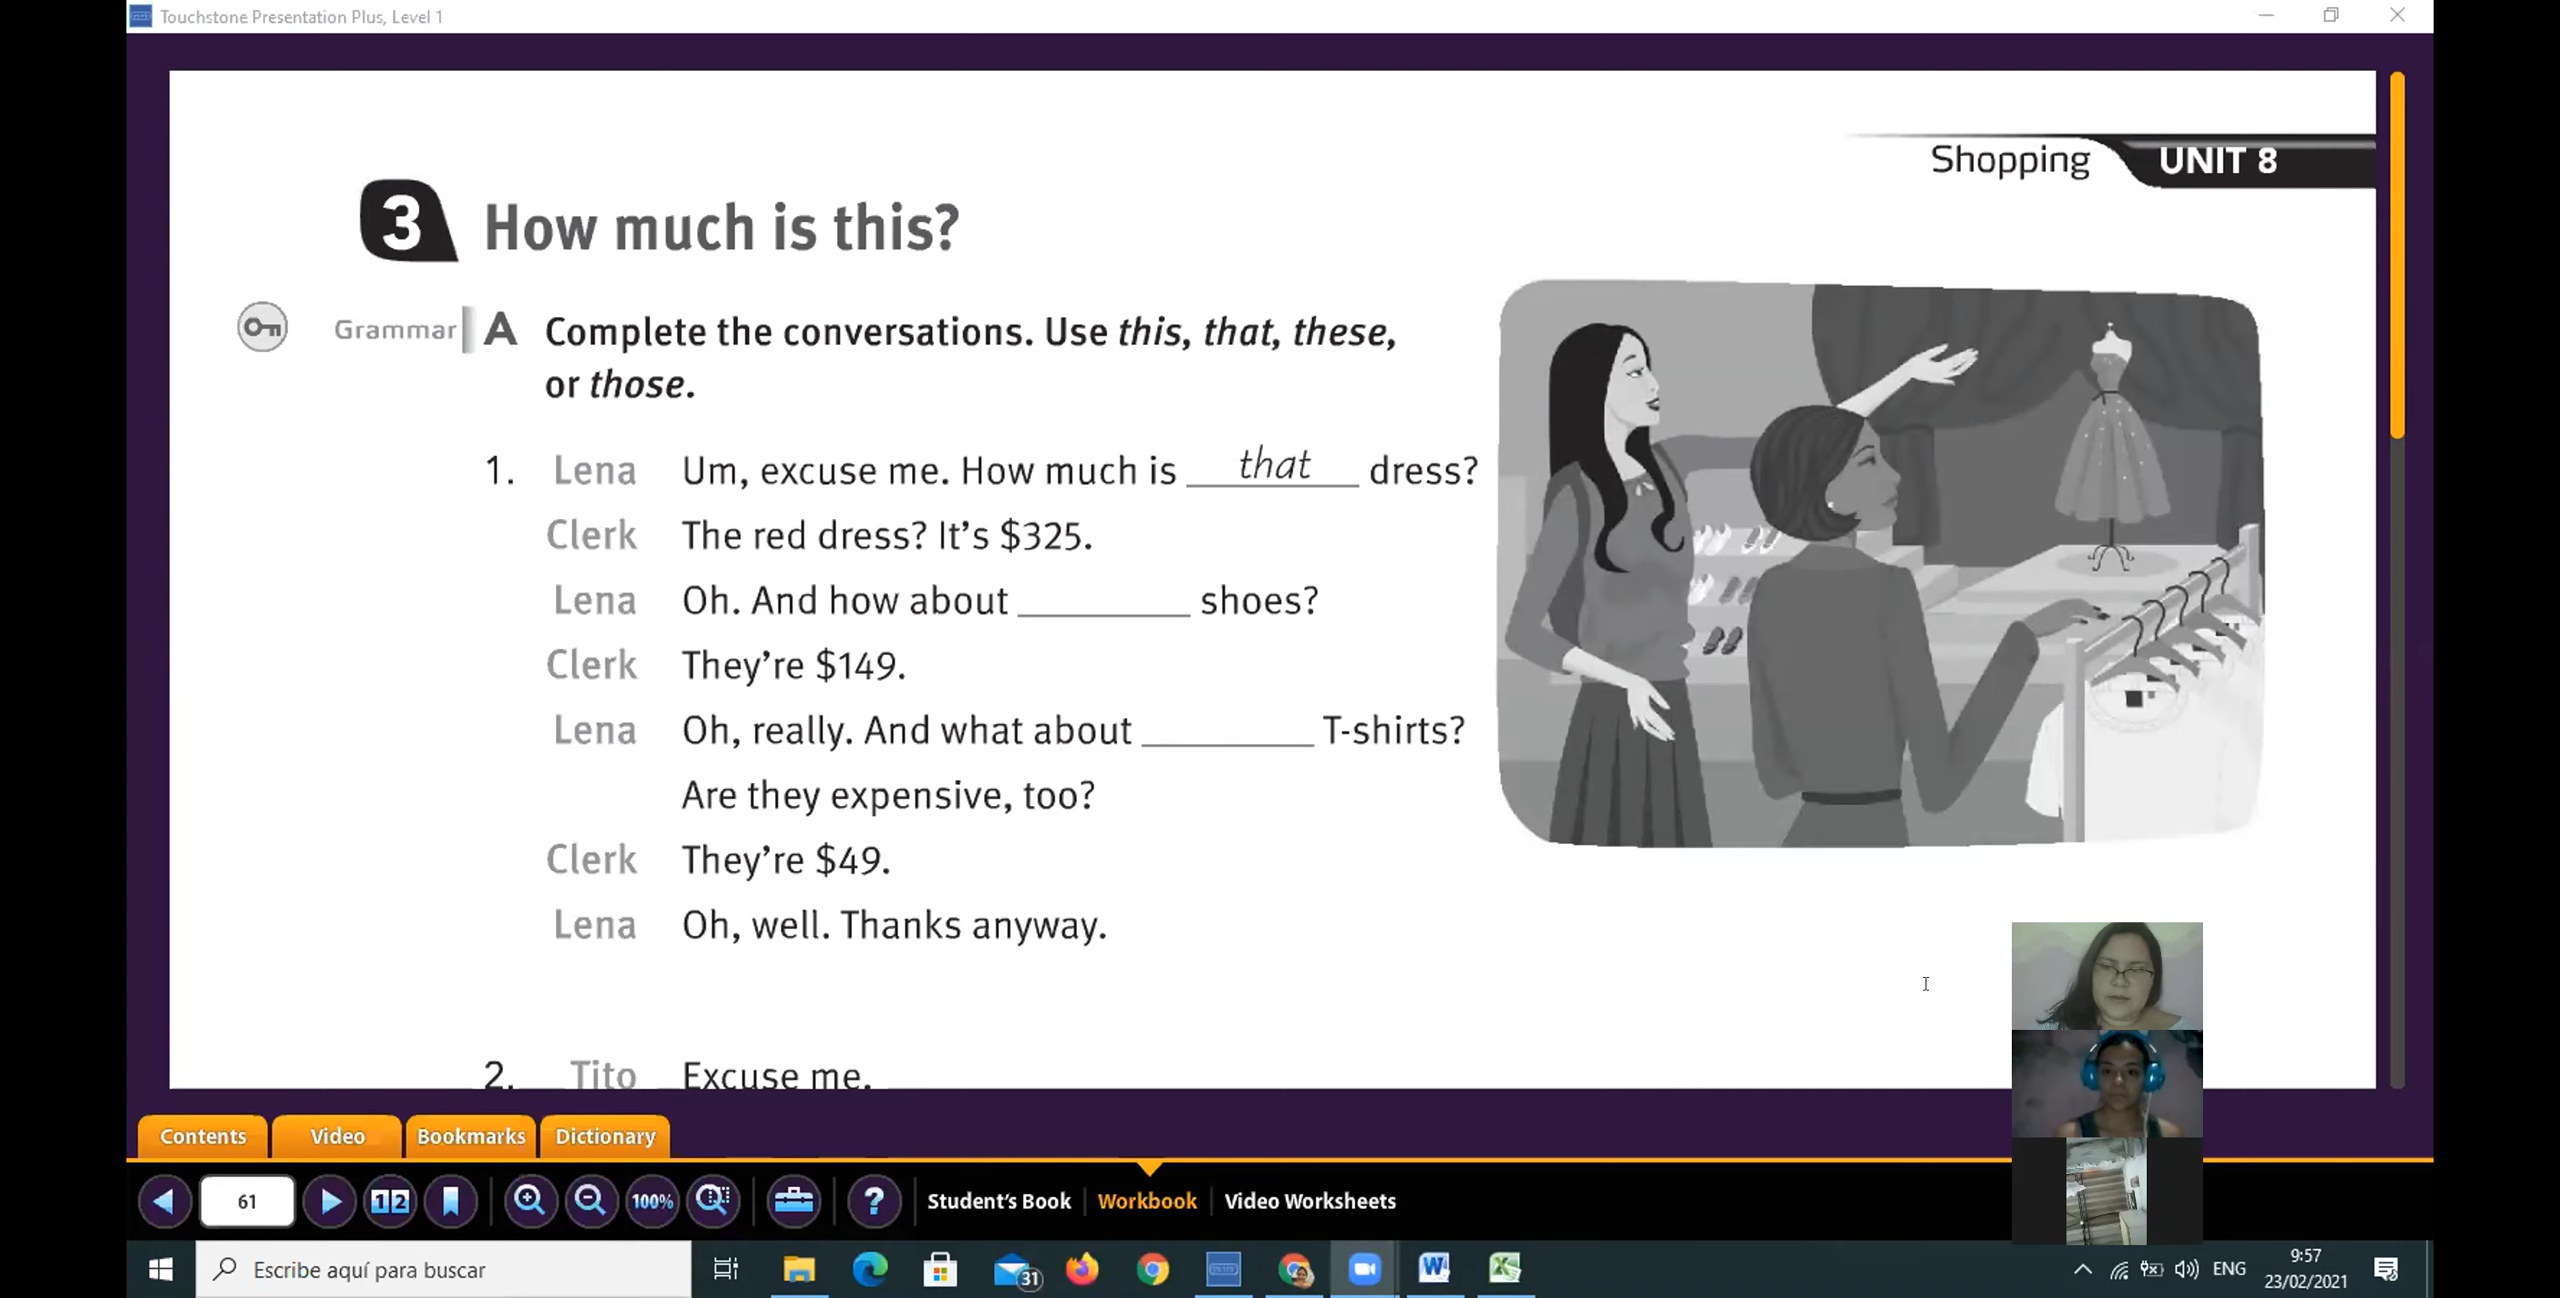 Touchstone Presentation Plus, Level 1
Shopping UNIT 8
3 How much is this?
Grammar A Complete the conversations. Use this, that, these,
or those.
1. Lena Um, excuse me. How much is that dress?
Clerk The red dress? It's $325.
Lena Oh. And how about __________ shoes?
Clerk They're $149.
Lena Oh, really. And what about __________ T-shirts?
Are they expensive, too?
Clerk They're $49.
Lena Oh, well. Thanks anyway.
2. Tito Excuse me.
Contents Video Bookmarks Dictionary
61 12 100% ? Student's Book Workbook Video Worksheets
Escribe aquí para buscar 31 ENG 9:57
23/02/2021